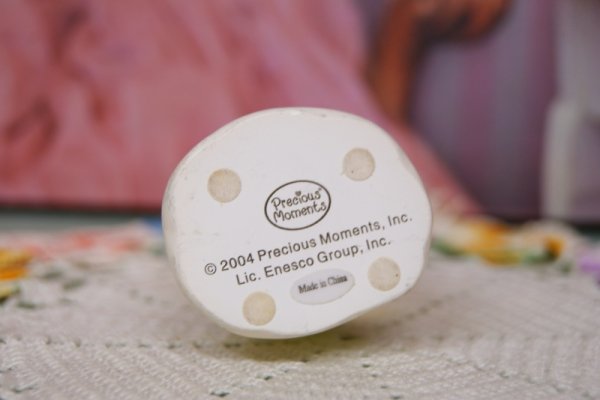 Precious
Moments
© 2004 Precious Moments, Inc.
Lic. Enesco Group, Inc.
Made in China